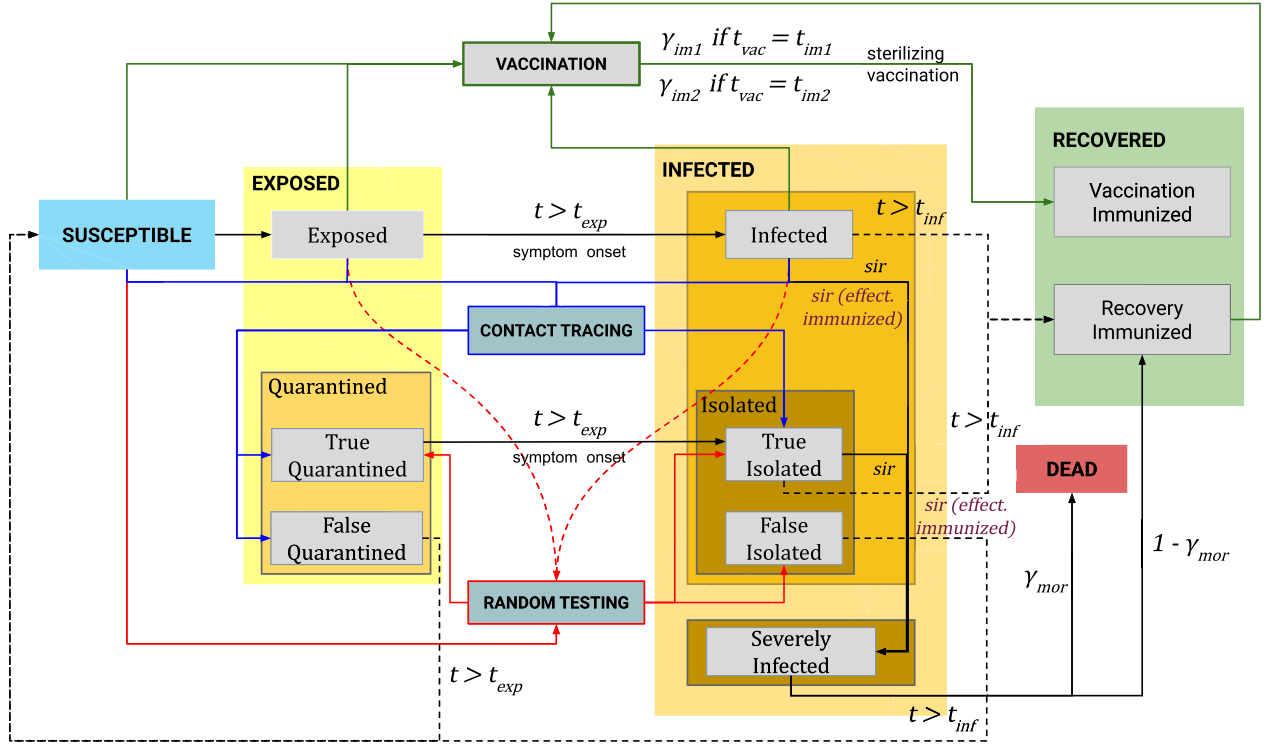 VACCINATION
γim1 if tvac = tim1
γim2 if tvac = tim2
sterilizing
vaccination
RECOVERED
Vaccination
Immunized
Recovery
Immunized
EXPOSED
INFECTED
SUSCEPTIBLE
Exposed
t > texp
symptom onset
Infected
t > tinf
sir
sir (effect.
immunized)
CONTACT TRACING
Quarantined
True
Quarantined
False
Quarantined
t > texp
symptom onset
Isolated
True
Isolated
False
Isolated
sir
t > tinf
sir (effect.
immunized)
DEAD
γmor
1 - γmor
RANDOM TESTING
t > texp
Severely
Infected
t > tinf